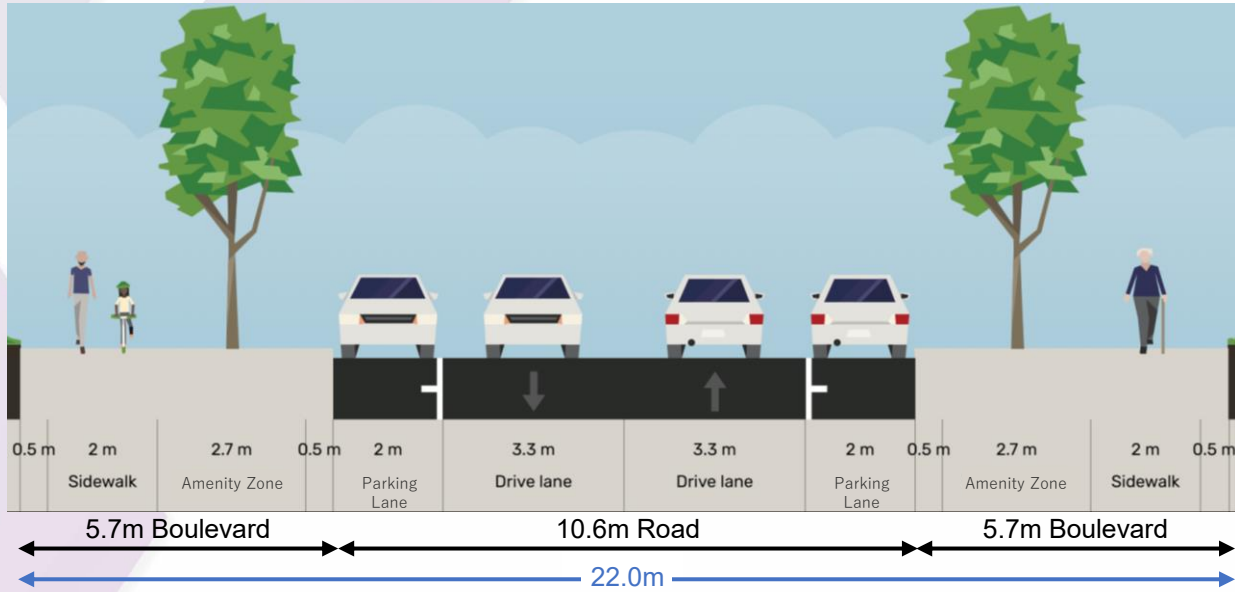 0.5 m 2 m 2.7 m 0.5 m 2 m 3.3 m 3.3 m 2 m 0.5 m 2.7 m 2 m 0.5 m
Sidewalk Amenity Zone Parking Drive lane Drive lane Parking Amenity Zone Sidewalk
Lane Lane
5.7m Boulevard 10.6m Road 5.7m Boulevard
22.0m